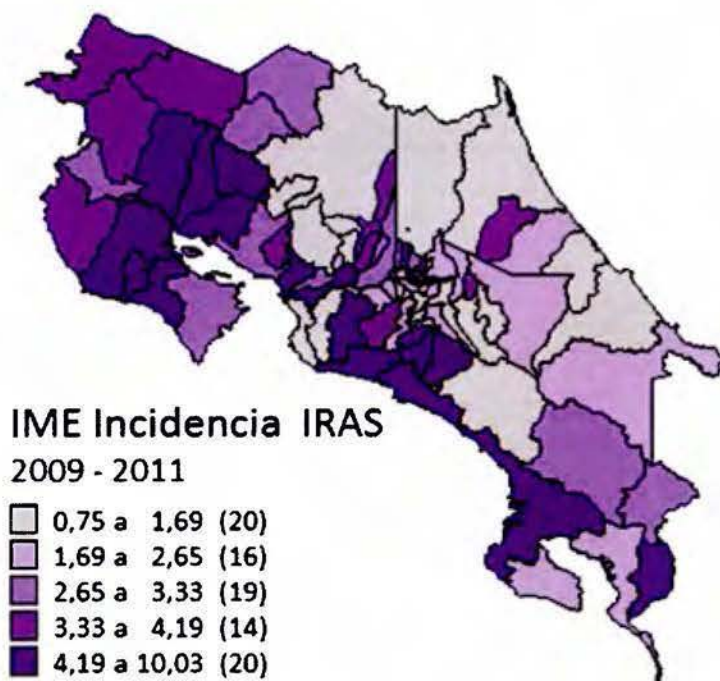 IME Incidencia IRAS
2009 - 2011
0,75 a 1,69 (20)
1,69 a 2,65 (16)
2,65 a 3,33 (19)
3,33 a 4,19 (14)
4,19 a 10,03 (20)